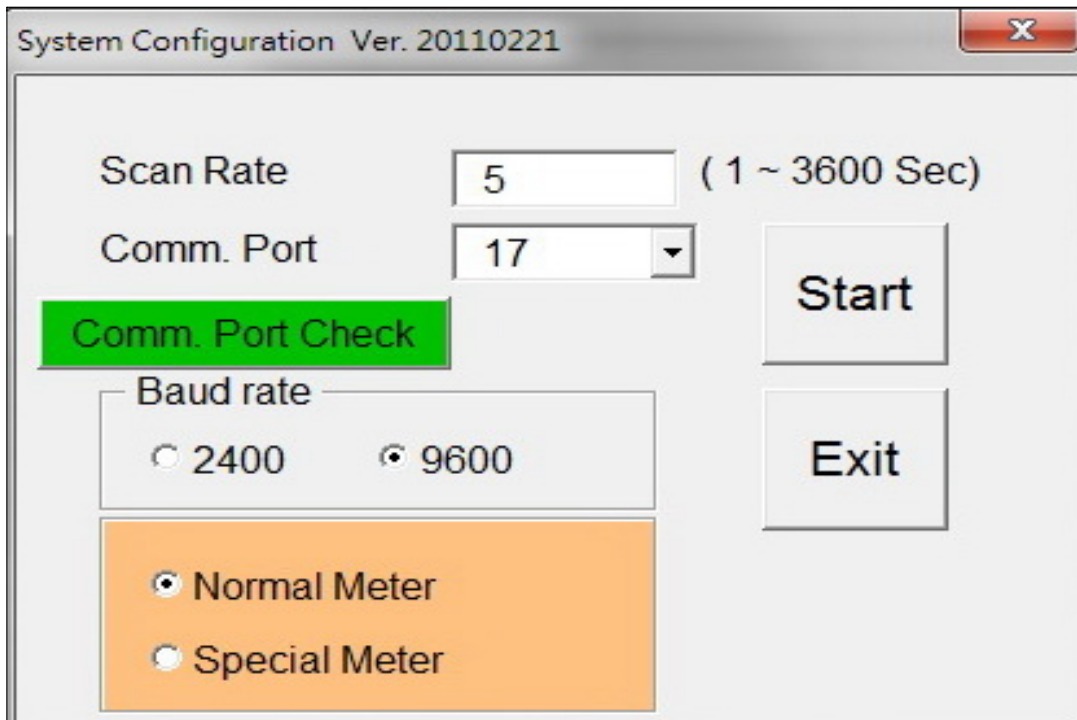 System Configuration  Ver. 20110221
Scan Rate 5 ( 1 ~ 3600 Sec)
Comm. Port 17
Start
Comm. Port Check
Baud rate
2400 9600
Exit
Normal Meter
Special Meter